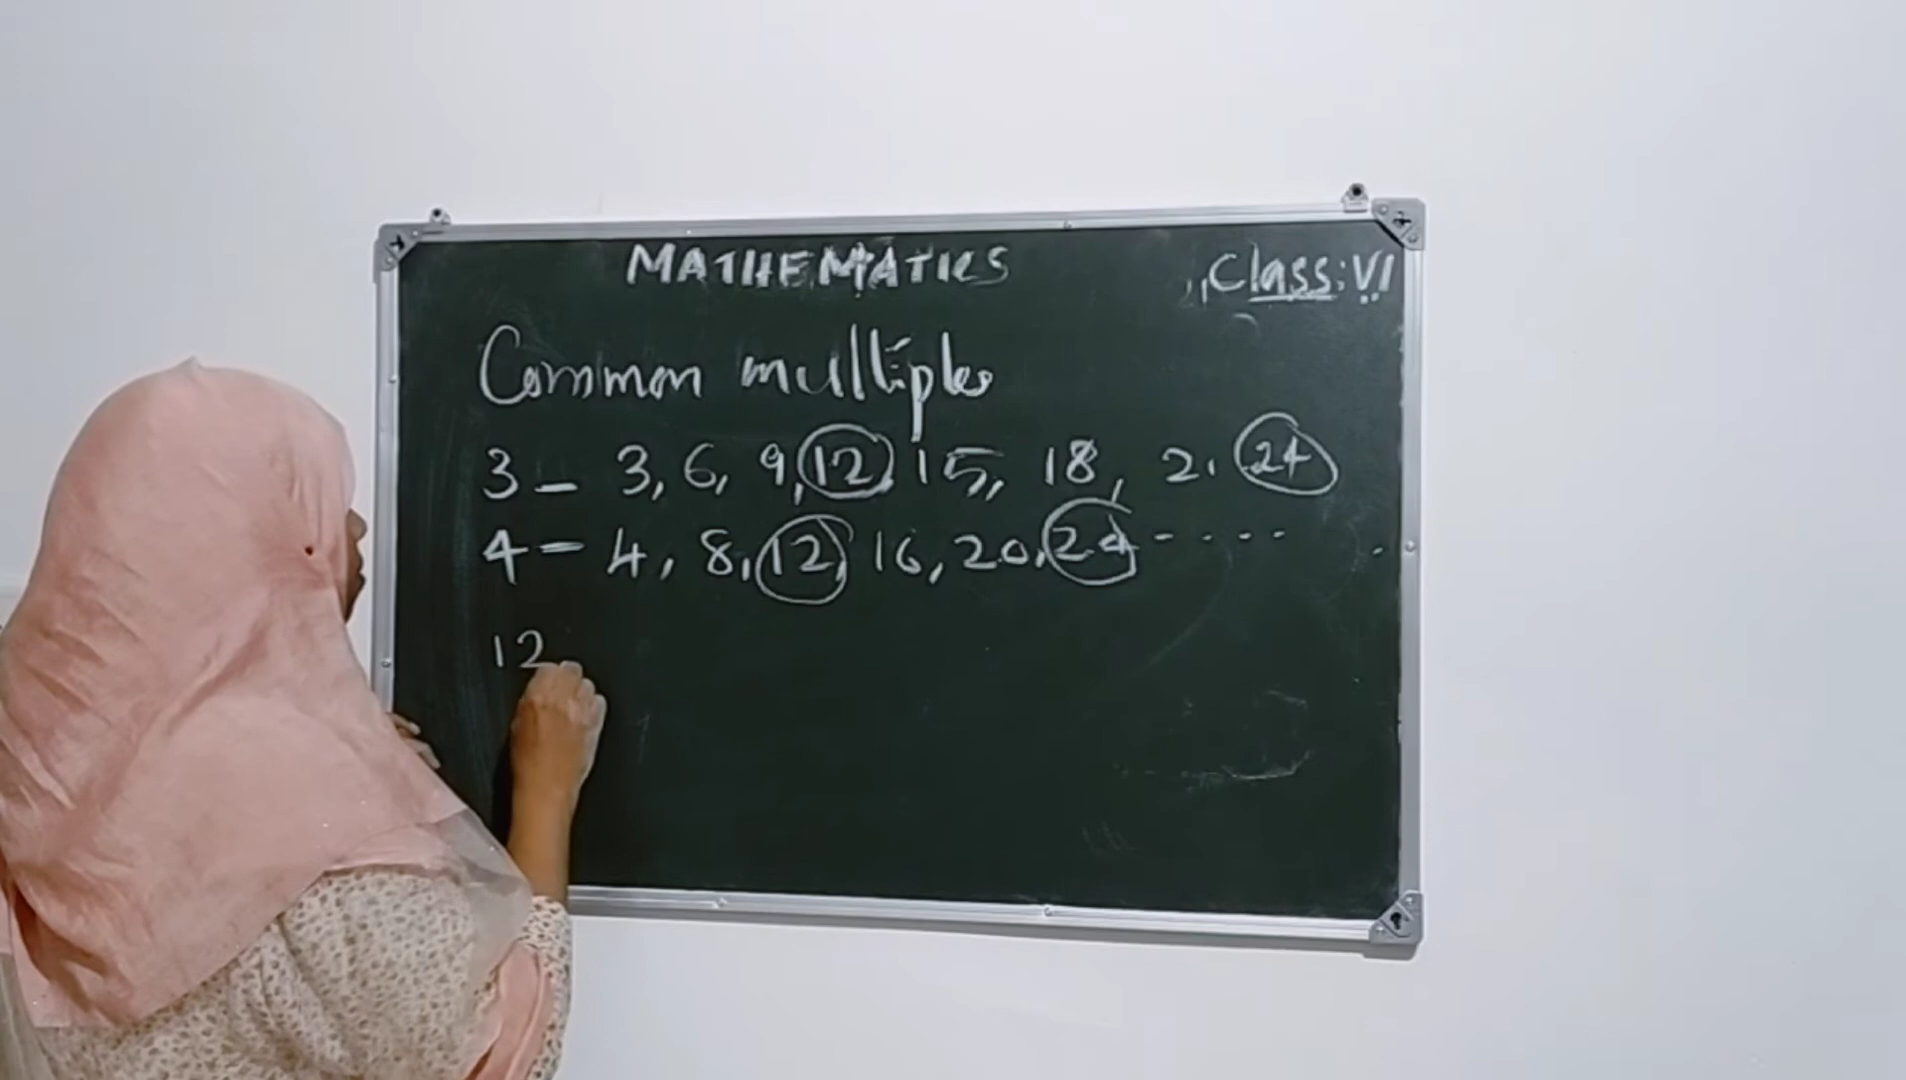 MATHEMATICS
Class: VI
Common multiples
3 - 3, 6, 9, 12, 15, 18, 21 24
4 - 4, 8, 12, 16, 20, 24 - - - - -
12